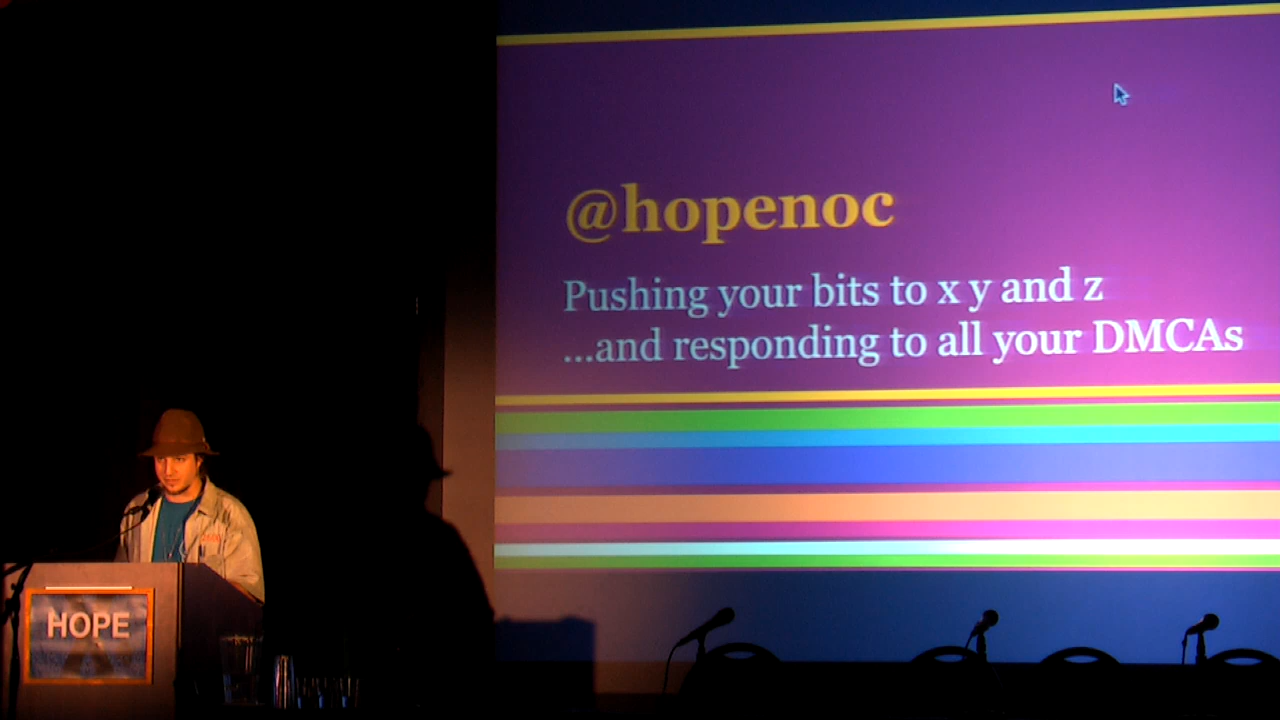 @hopenoc
Pushing your bits to x y and z
...and responding to all your DMCAs
HOPE